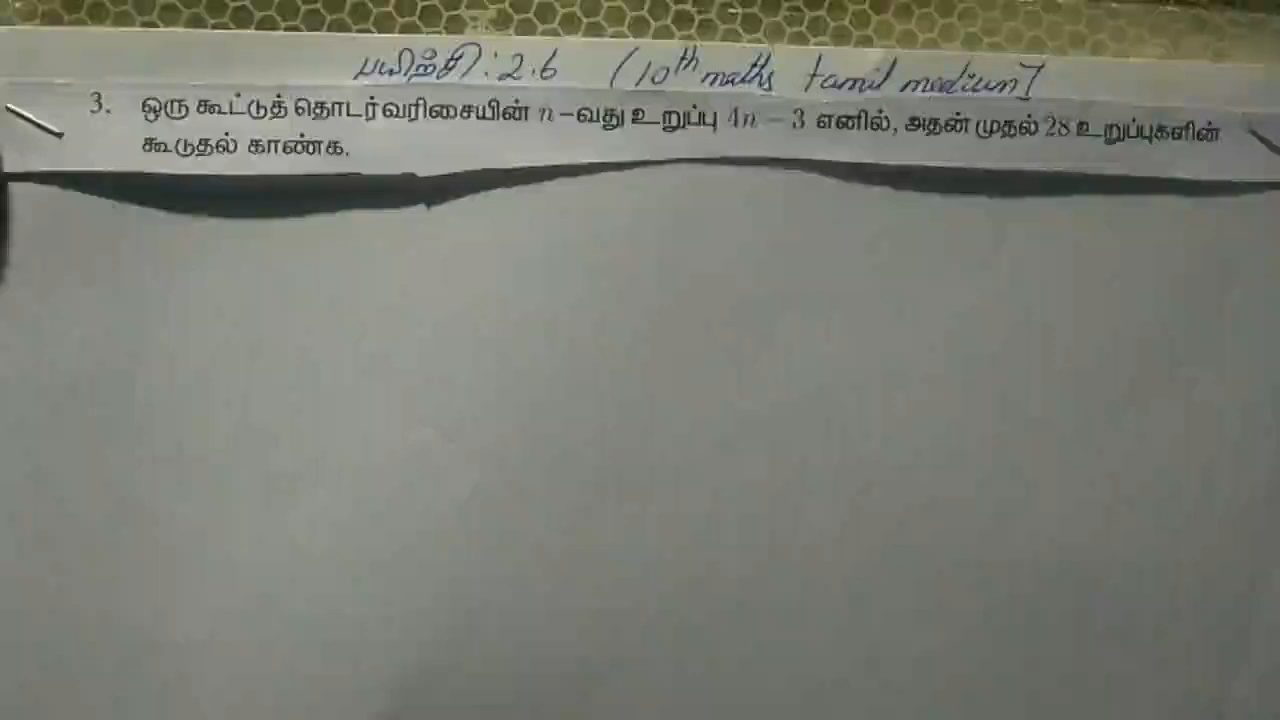 பயிற்சி: 2.6 (10th maths tamil medium]
3. ஒரு கூட்டுத் தொடர்வரிசையின் n-வது உறுப்பு 4n - 3 எனில், அதன் முதல் 28 உறுப்புகளின்
கூடுதல் காண்க.